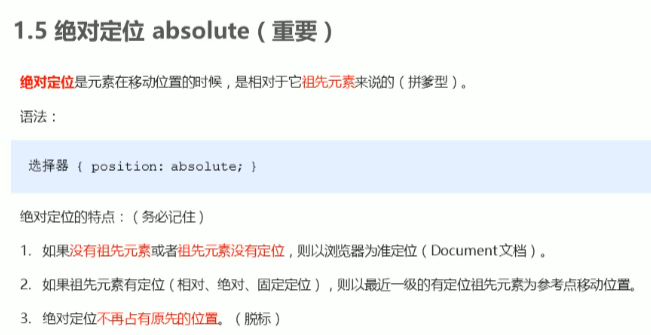 1.5 绝对定位 absolute（重要）
绝对定位是元素在移动位置的时候，是相对于它祖先元素来说的（拼爹型）。
语法：
选择器 { position: absolute; }
绝对定位的特点：（务必记住）
1. 如果没有祖先元素或者祖先元素没有定位，则以浏览器为准定位（Document文档）。
2. 如果祖先元素有定位（相对、绝对、固定定位），则以最近一级的有定位祖先元素为参考点移动位置。
3. 绝对定位不再占有原先的位置。（脱标）